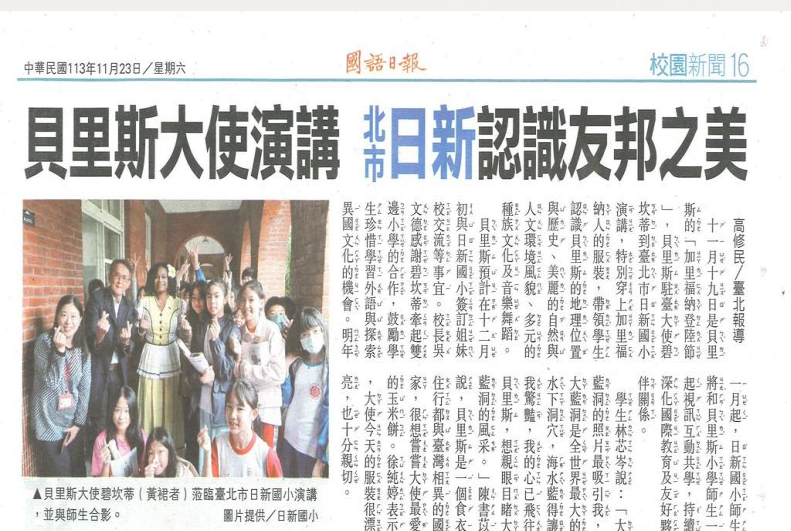 中華民國113年11月23日／星期六
國語日報
校園新聞16
貝里斯大使演講 北市日新認識友邦之美
高修民／臺北報導
十一月十九日是貝里
斯的「加里福納登陸節
」，貝里斯駐臺大使碧
坎蒂到臺北市日新國小
演講，特別穿上加里福
納人的服裝，帶領學生
認識貝里斯的地理位置
與歷史、美麗的自然與
人文環境風貌、多元的
種族文化及音樂舞蹈。
貝里斯預計在十二月
初與日新國小簽訂姐妹
校交流等事宜。校長吳
文德感謝碧坎蒂牽起雙
邊小學的合作，鼓勵學
生珍惜學習外語與探索
異國文化的機會。明年
一月起，日新國小師生
將和貝里斯小學師生一
起視訊互動共學，持續
深化國際教育及友好夥
伴關係。
學生林芯岑說：「大
藍洞的照片最吸引我，
大藍洞是全世界最大的
水下洞穴，海水藍得讓
我驚豔，我的心已飛往
貝里斯，想親眼目睹大
藍洞的風采。」陳書苡
說，貝里斯是一個食衣
住行都與臺灣相異的國
家，很想嘗嘗大使最愛
的玉米餅。徐純婷表示
，大使今天的服裝很漂
亮，也十分親切。
▲貝里斯大使碧坎蒂（黃裙者）蒞臨臺北市日新國小演講
，並與師生合影。
圖片提供／日新國小